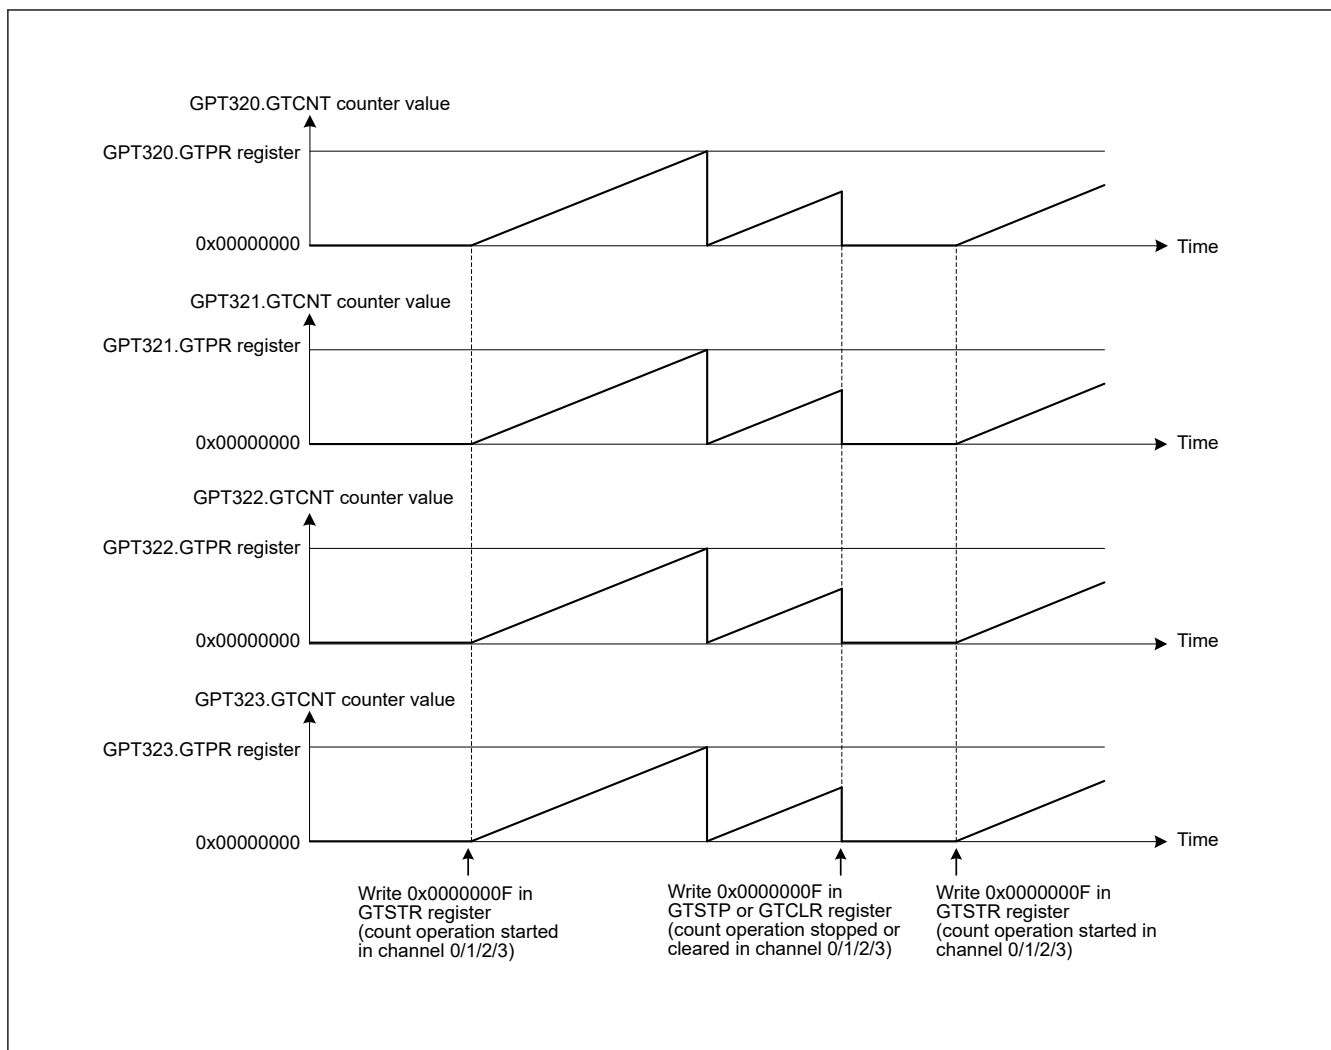 GPT320.GTCNT counter value
GPT320.GTPR register
0x00000000
Time
GPT321.GTCNT counter value
GPT321.GTPR register
0x00000000
Time
GPT322.GTCNT counter value
GPT322.GTPR register
0x00000000
Time
GPT323.GTCNT counter value
GPT323.GTPR register
0x00000000
Time
Write 0x0000000F in
GTSTR register
(count operation started
in channel 0/1/2/3)
Write 0x0000000F in
GTSTP or GTCLR register
(count operation stopped or
cleared in channel 0/1/2/3)
Write 0x0000000F in
GTSTR register
(count operation started in
channel 0/1/2/3)